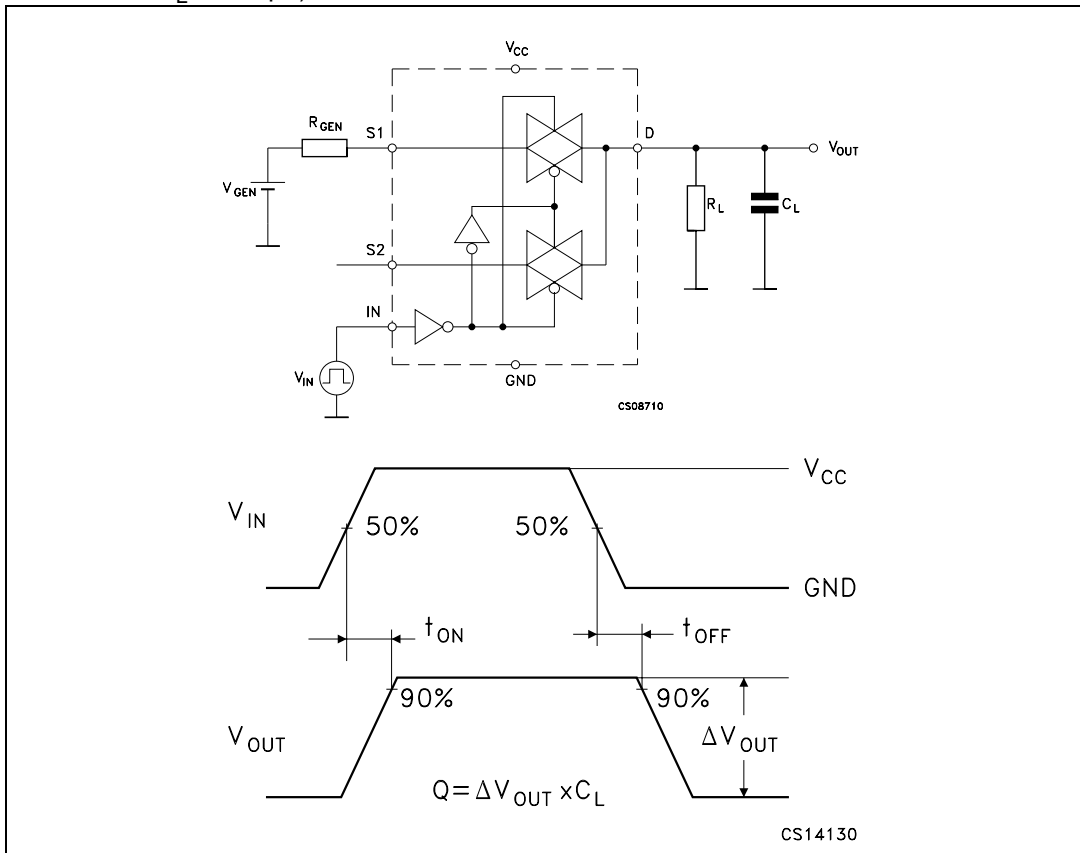 V_CC
R_GEN
S1
D
V_OUT
V_GEN
R_L
C_L
S2
IN
V_IN
GND
CS08710
V_CC
V_IN
50%
50%
GND
t_ON
t_OFF
90%
90%
V_OUT
ΔV_OUT
Q=ΔV_OUT xC_L
CS14130